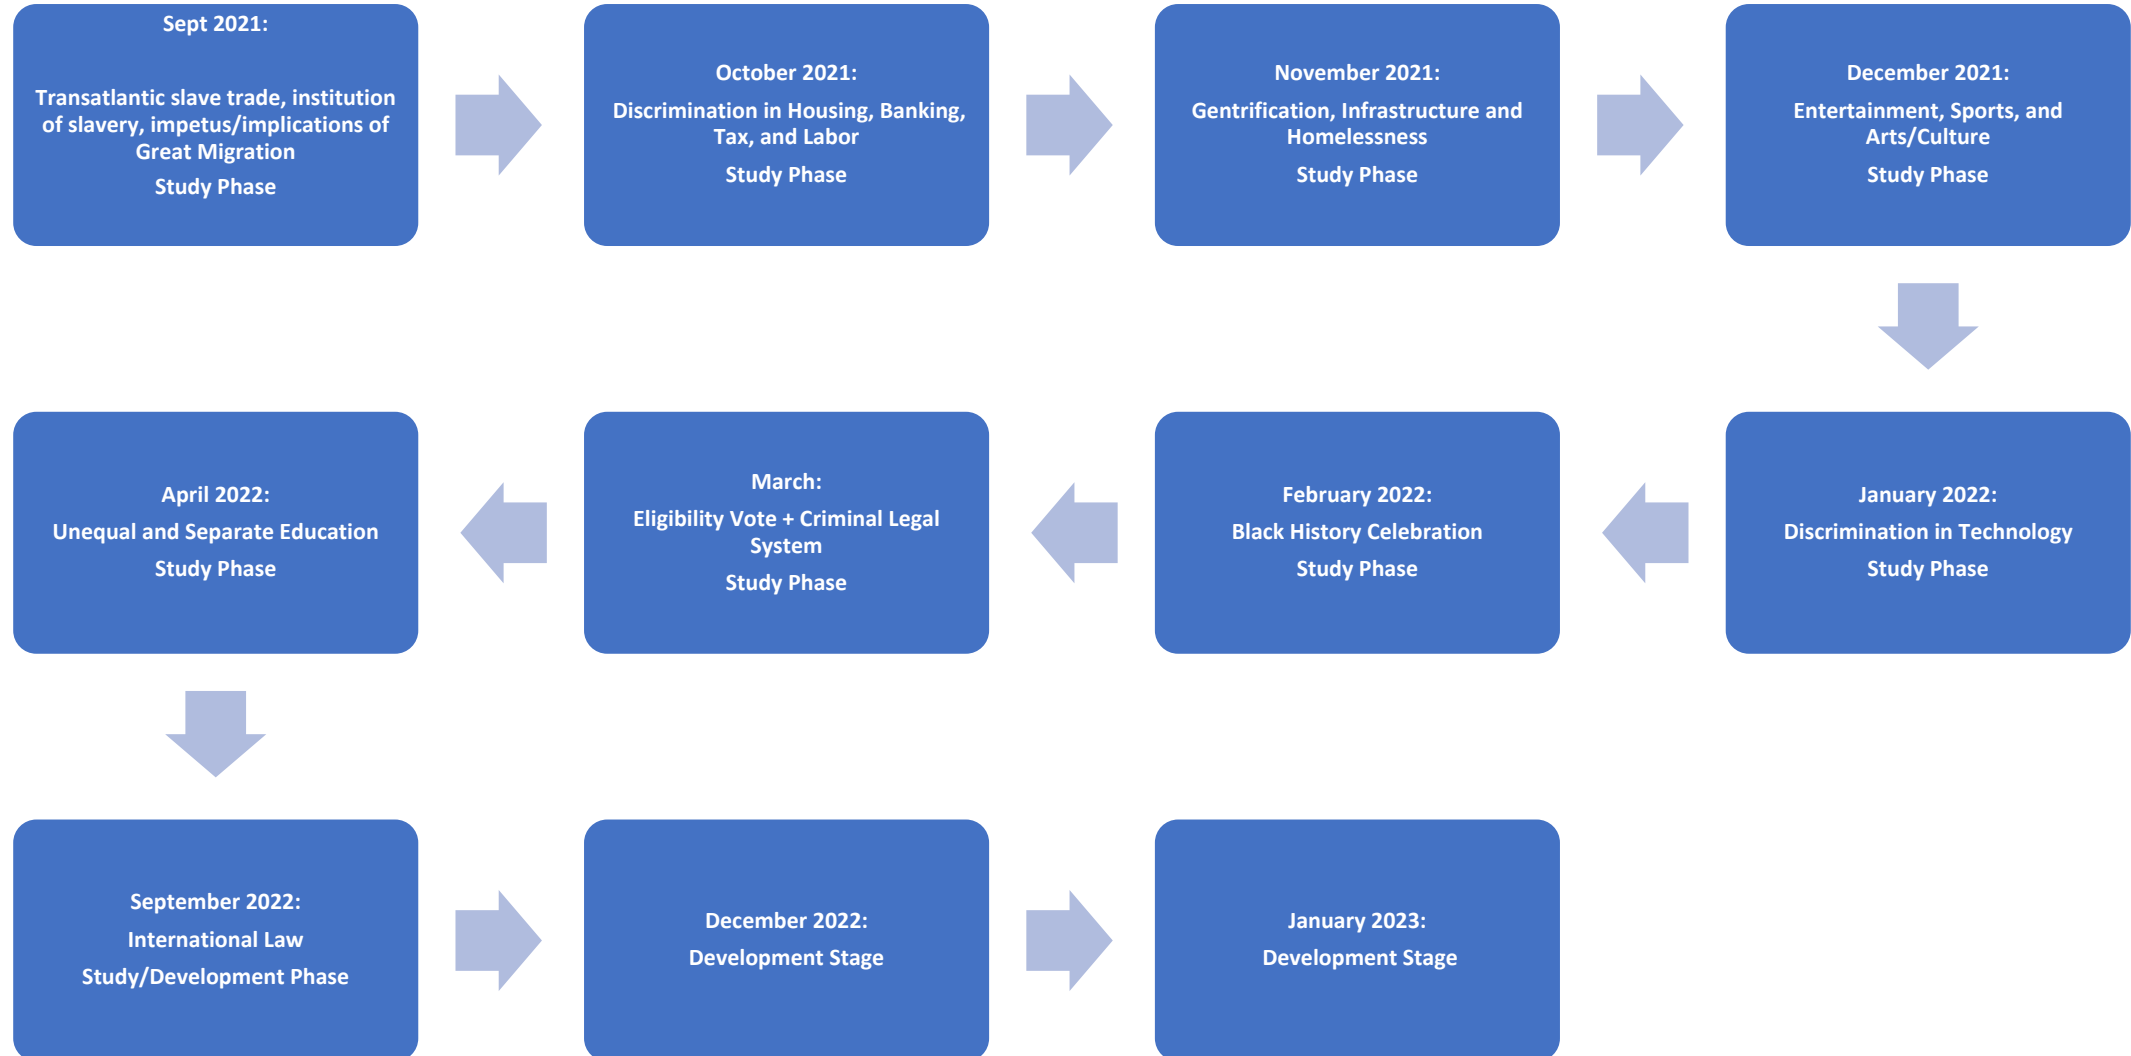 Sept 2021:
Transatlantic slave trade, institution
of slavery, impetus/implications of
Great Migration
Study Phase
October 2021:
Discrimination in Housing, Banking,
Tax, and Labor
Study Phase
November 2021:
Gentrification, Infrastructure and
Homelessness
Study Phase
December 2021:
Entertainment, Sports, and
Arts/Culture
Study Phase
January 2022:
Discrimination in Technology
Study Phase
February 2022:
Black History Celebration
Study Phase
March:
Eligibility Vote + Criminal Legal
System
Study Phase
April 2022:
Unequal and Separate Education
Study Phase
September 2022:
International Law
Study/Development Phase
December 2022:
Development Stage
January 2023:
Development Stage